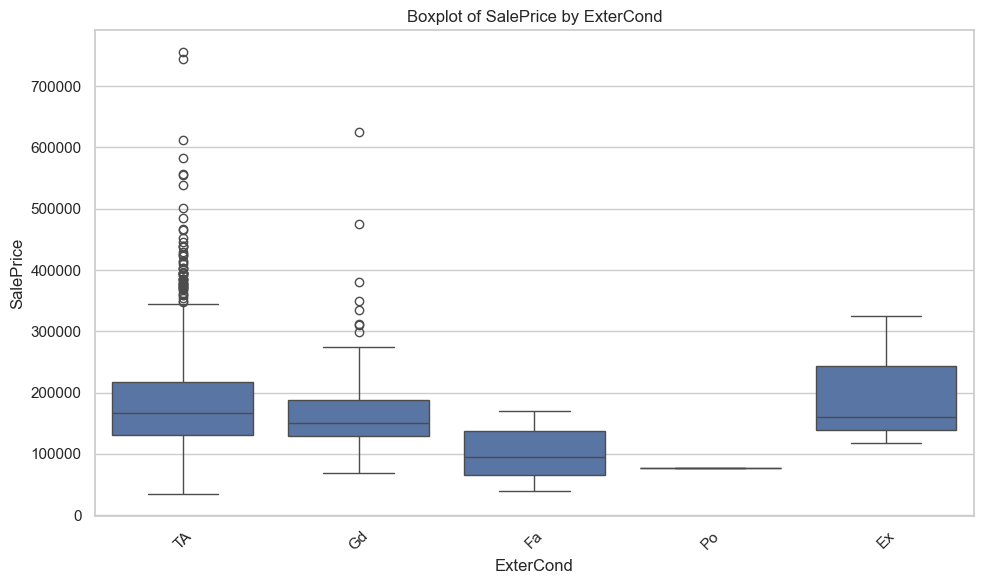 Boxplot of SalePrice by ExterCond
SalePrice
700000
600000
500000
400000
300000
200000
100000
0
TA
Gd
Fa
Po
Ex
ExterCond